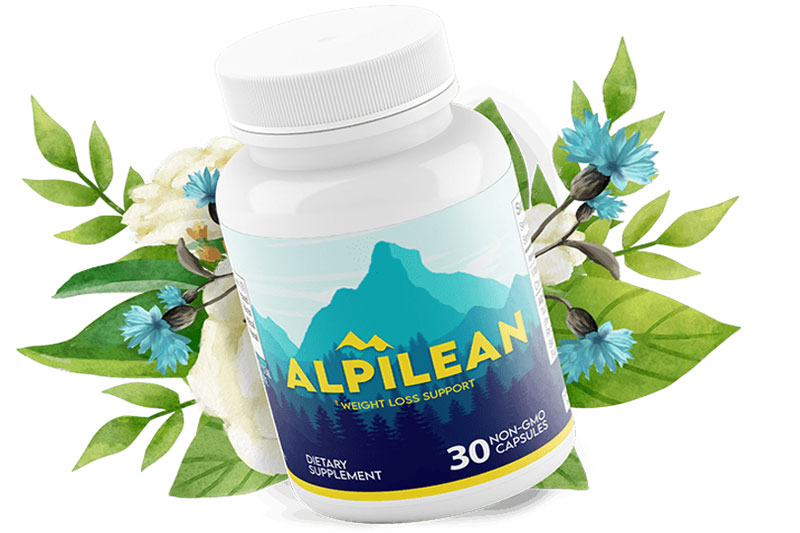 ALPILEAN
WEIGHT LOSS SUPPORT
DIETARY
SUPPLEMENT
30 NON-GMO
CAPSULES